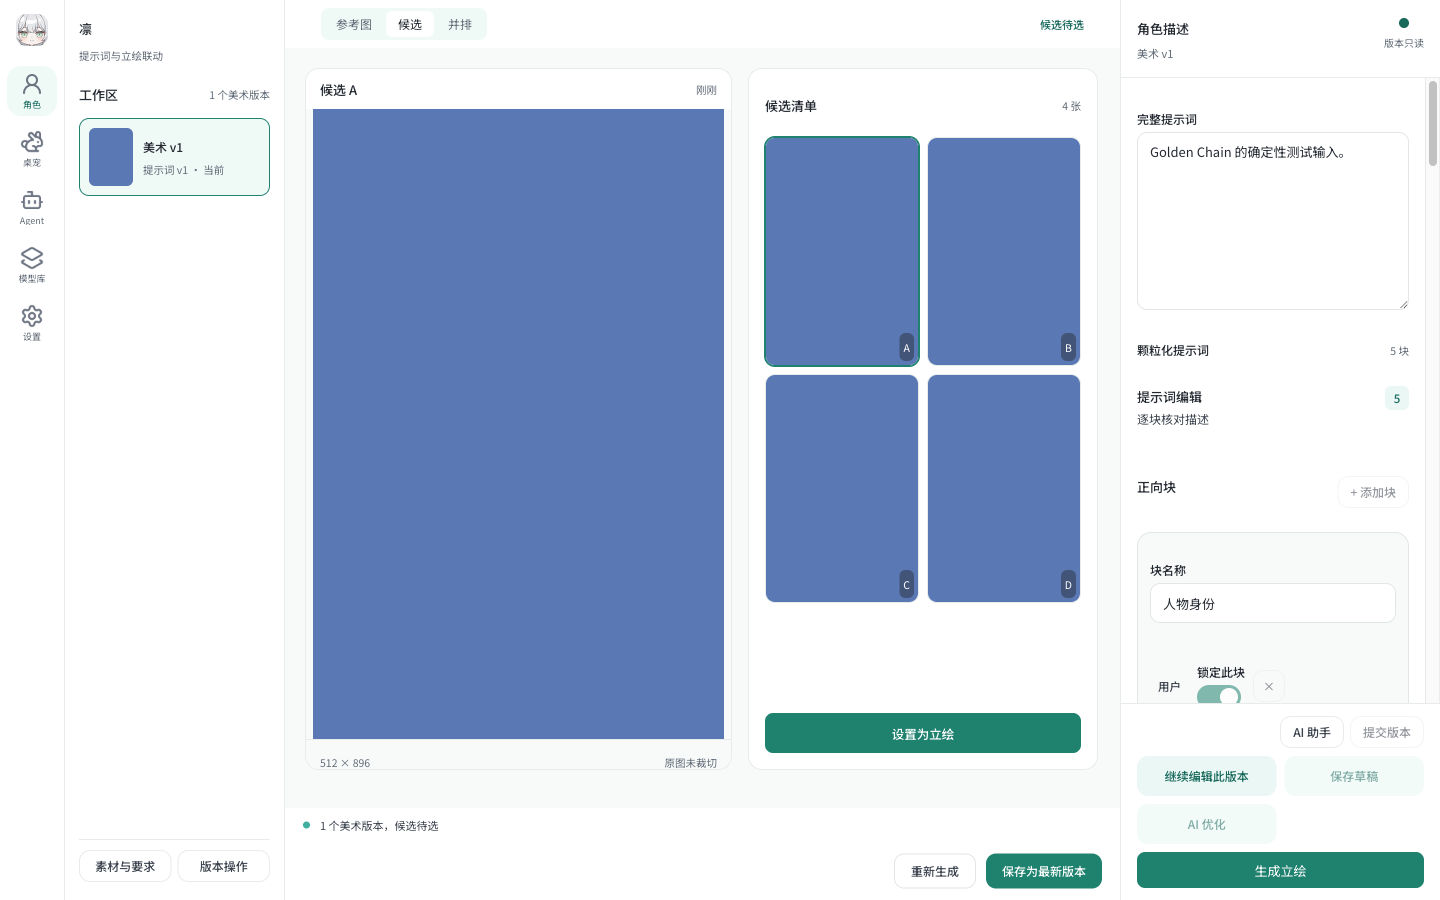 角色
桌宠
Agent
模型库
设置
凛
提示词与立绘联动
工作区
1 个美术版本
美术 v1
提示词 v1 · 当前
素材与要求
版本操作
参考图
候选
并排
候选待选
候选 A
刚刚
512 × 896
原图未裁切
候选清单
4 张
A
B
C
D
设置为立绘
1 个美术版本，候选待选
重新生成
保存为最新版本
角色描述
美术 v1
版本只读
完整提示词
Golden Chain 的确定性测试输入。
颗粒化提示词
5 块
提示词编辑
5
逐块核对描述
正向块
+ 添加块
块名称
人物身份
锁定此块
用户
×
AI 助手
提交版本
继续编辑此版本
保存草稿
AI 优化
生成立绘